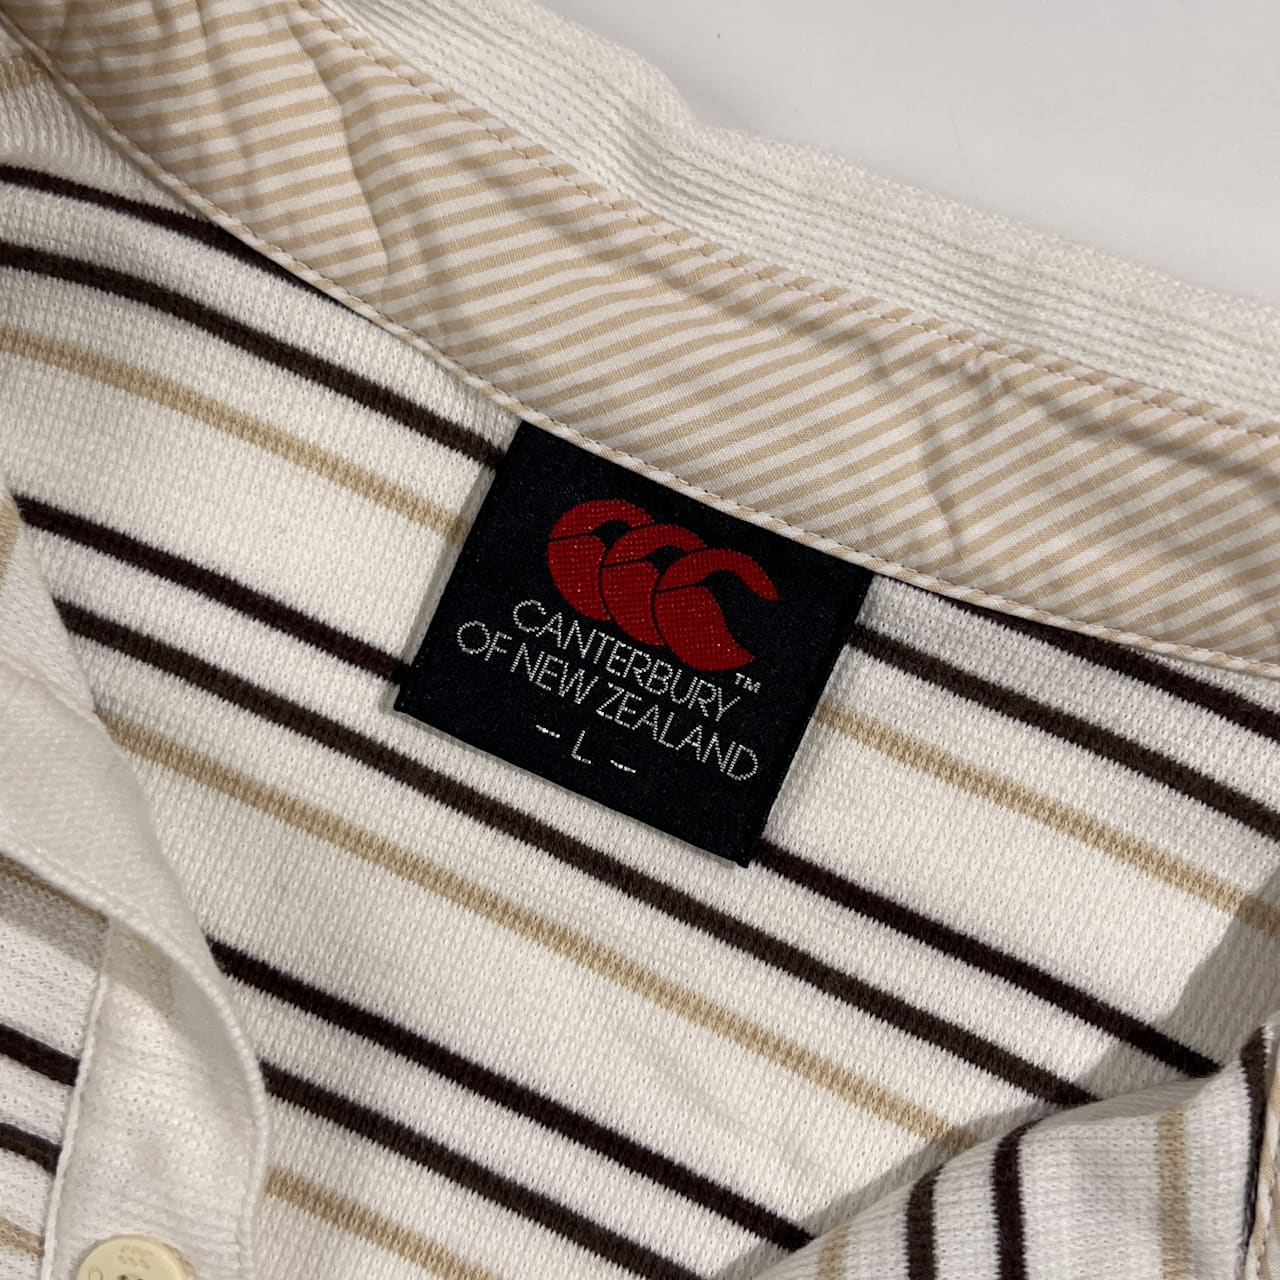 CANTERBURY™
OF NEW ZEALAND
- L -